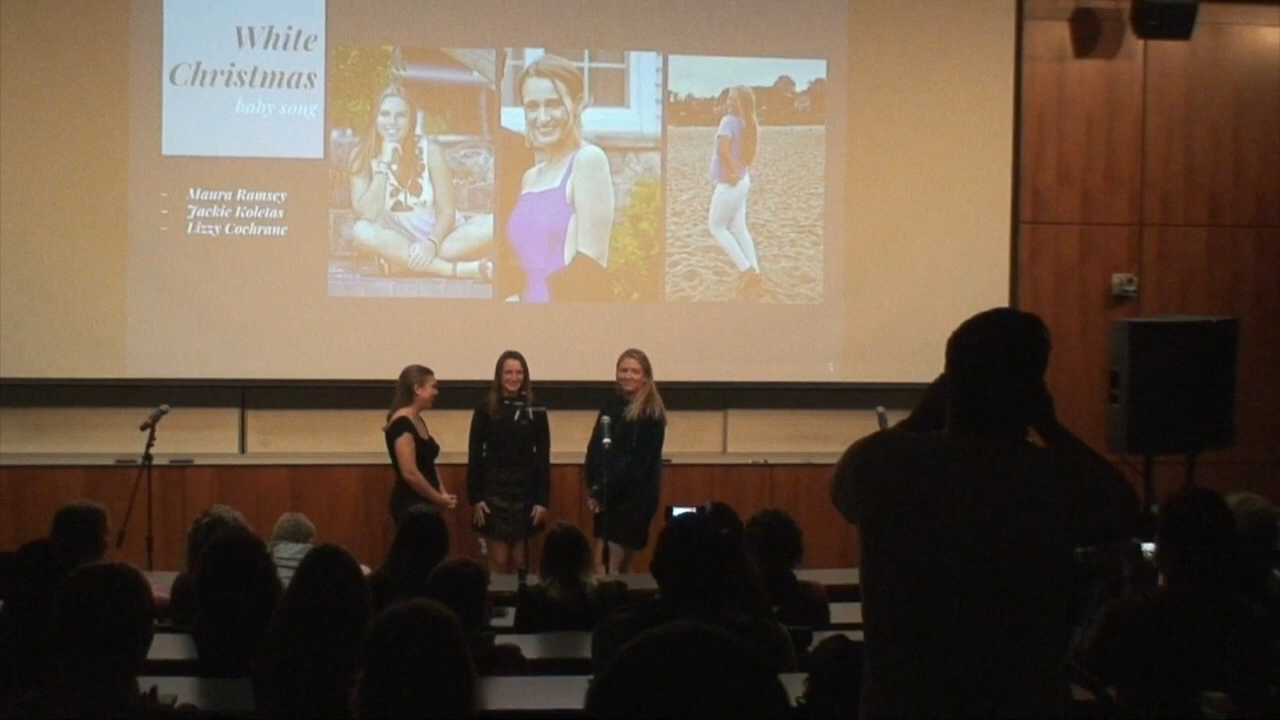 White
Christmas
baby song
- Maura Ramsey
- Jackie Koletas
- Lizzy Cochrane